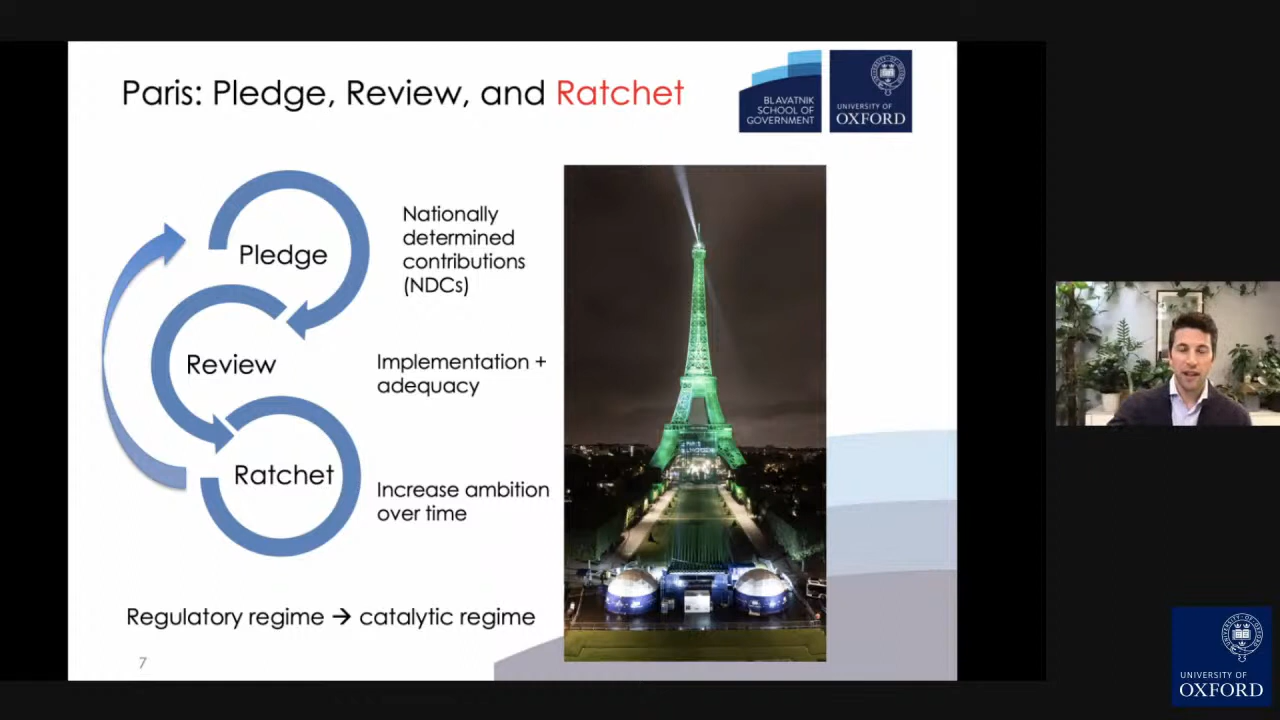 Paris: Pledge, Review, and Ratchet
BLAVATNIK
SCHOOL OF
GOVERNMENT
UNIVERSITY OF
OXFORD
Pledge
Nationally
determined
contributions
(NDCs)
Review
Implementation +
adequacy
Ratchet
Increase ambition
over time
Regulatory regime → catalytic regime
7
UNIVERSITY OF
OXFORD